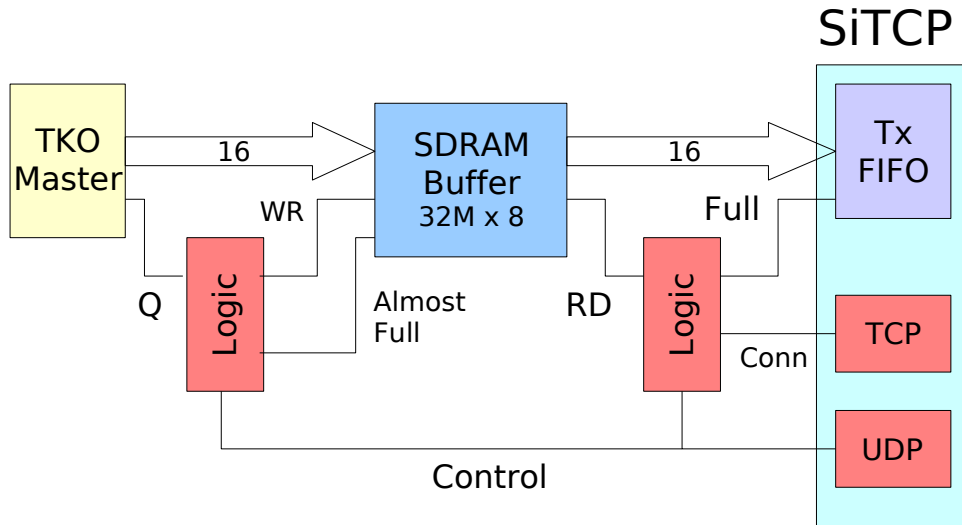 SiTCP
TKO
Master
16
SDRAM
Buffer
32M x 8
16
Tx
FIFO
WR
Full
Q
Logic
Almost
Full
RD
Logic
Conn
TCP
UDP
Control